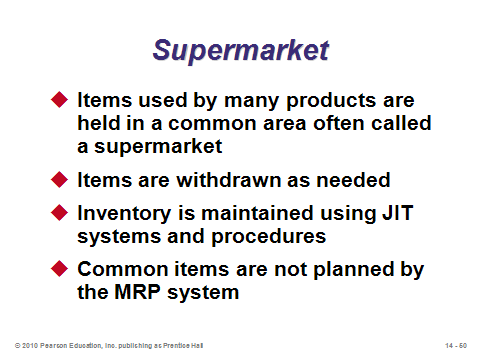 Supermarket
Items used by many products are
held in a common area often called
a supermarket
Items are withdrawn as needed
Inventory is maintained using JIT
systems and procedures
Common items are not planned by
the MRP system
© 2010 Pearson Education, Inc. publishing as Prentice Hall
14 - 50